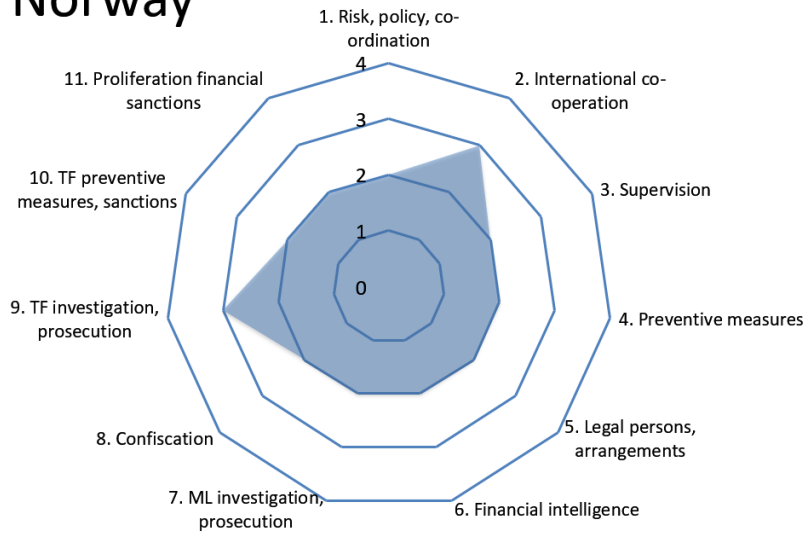 Norway
1. Risk, policy, co-
ordination
2. International co-
operation
3. Supervision
4. Preventive measures
5. Legal persons,
arrangements
6. Financial intelligence
7. ML investigation,
prosecution
8. Confiscation
9. TF investigation,
prosecution
10. TF preventive
measures, sanctions
11. Proliferation financial
sanctions
4
3
2
1
0